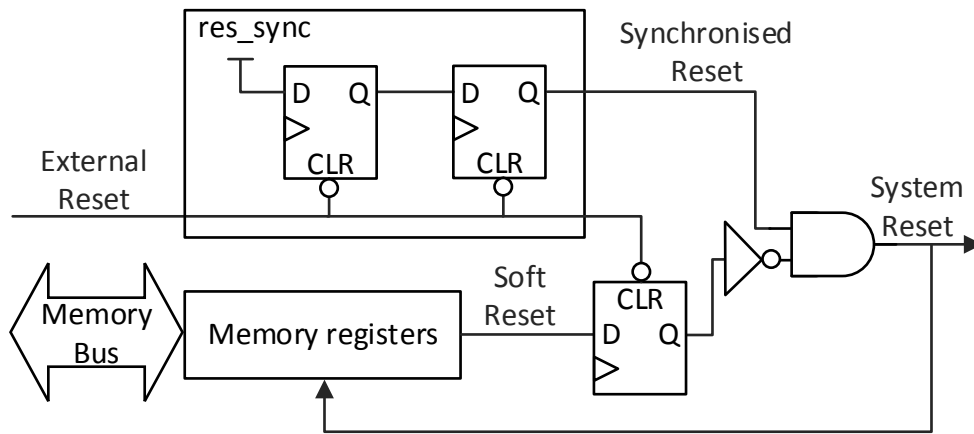 res_sync
Synchronised
Reset
D Q
D Q
CLR
CLR
External
Reset
System
Reset
Soft
Reset
CLR
D Q
Memory
Bus
Memory registers